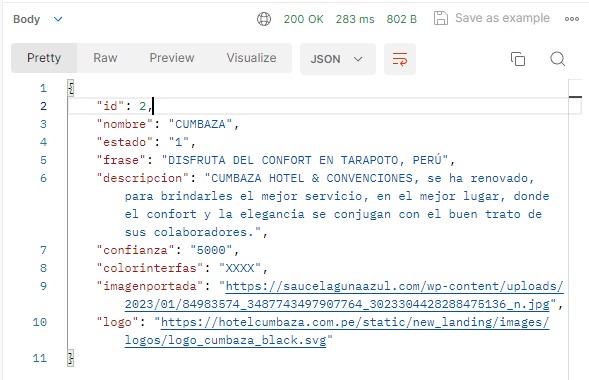 Body 200 OK 283 ms 802 B Save as example
Pretty Raw Preview Visualize JSON
1 {
2 "id": 2,
3 "nombre": "CUMBAZA",
4 "estado": "1",
5 "frase": "DISFRUTA DEL CONFORT EN TARAPOTO, PERÚ",
6 "descripcion": "CUMBAZA HOTEL & CONVENCIONES, se ha renovado,
para brindarles el mejor servicio, en el mejor lugar, donde
el confort y la elegancia se conjugan con el buen trato de
sus colaboradores.",
7 "confianza": "5000",
8 "colorinterfas": "XXXX",
9 "imagenportada": "https://saucelagunaazul.com/wp-content/uploads/
2023/01/84983574_3487743497907764_3023304428288475136_n.jpg",
10 "logo": "https://hotelcumbaza.com.pe/static/new_landing/images/
logos/logo_cumbaza_black.svg"
11 }